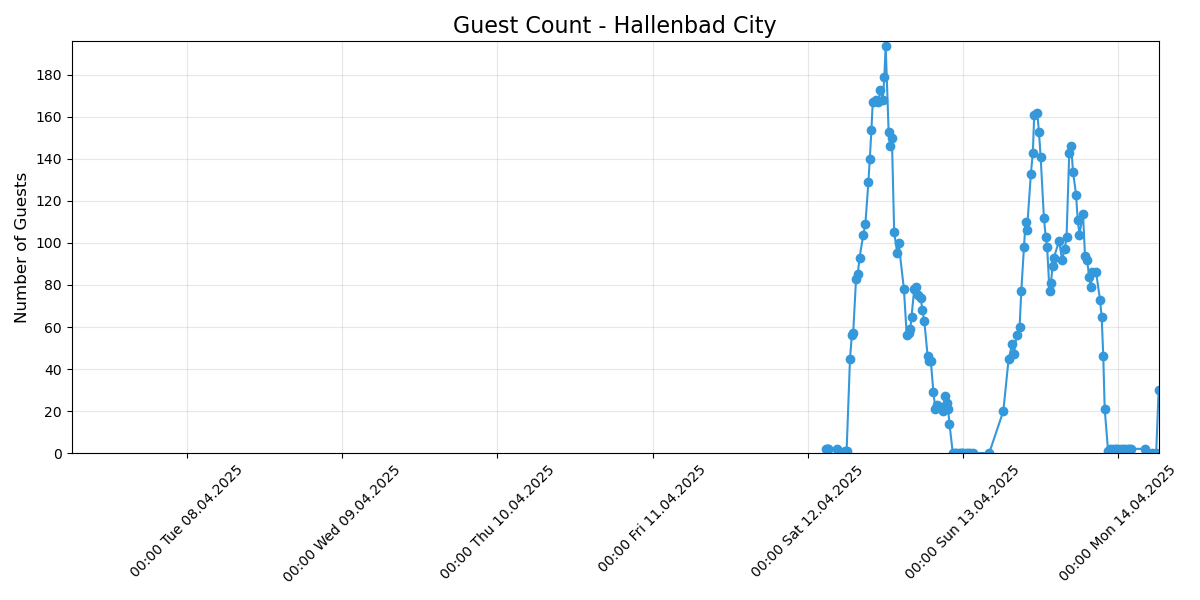 Guest Count - Hallenbad City
Number of Guests
180
160
140
120
100
80
60
40
20
0
00:00 Tue 08.04.2025
00:00 Wed 09.04.2025
00:00 Thu 10.04.2025
00:00 Fri 11.04.2025
00:00 Sat 12.04.2025
00:00 Sun 13.04.2025
00:00 Mon 14.04.2025